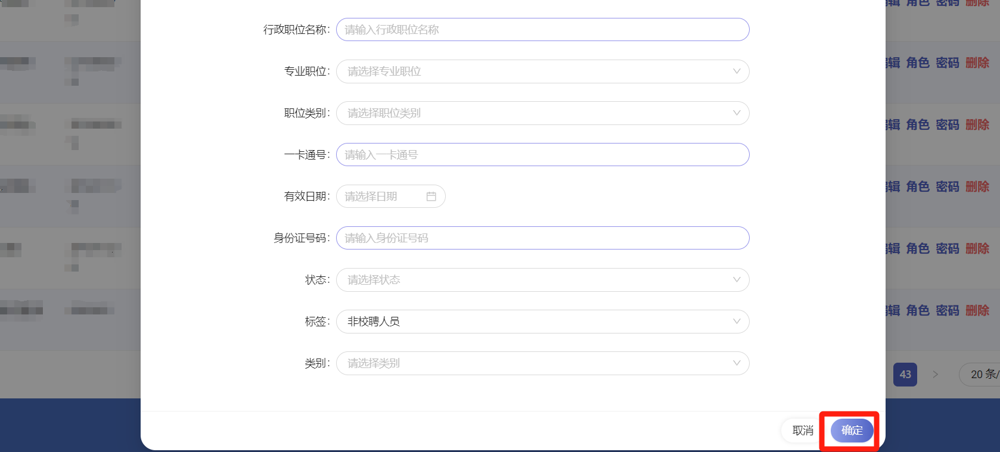 辑 角色 密码 删除
行政职位名称: 请输入行政职位名称
专业职位: 请选择专业职位
辑 角色 密码 删除
职位类别: 请选择职位类别
辑 角色 密码 删除
一卡通号: 请输入一卡通号
有效日期: 请选择日期
辑 角色 密码 删除
身份证号码: 请输入身份证号码
辑 角色 密码 删除
状态: 请选择状态
辑 角色 密码 删除
标签: 非校聘人员
类别: 请选择类别
43 > 20 条/
取消 确定